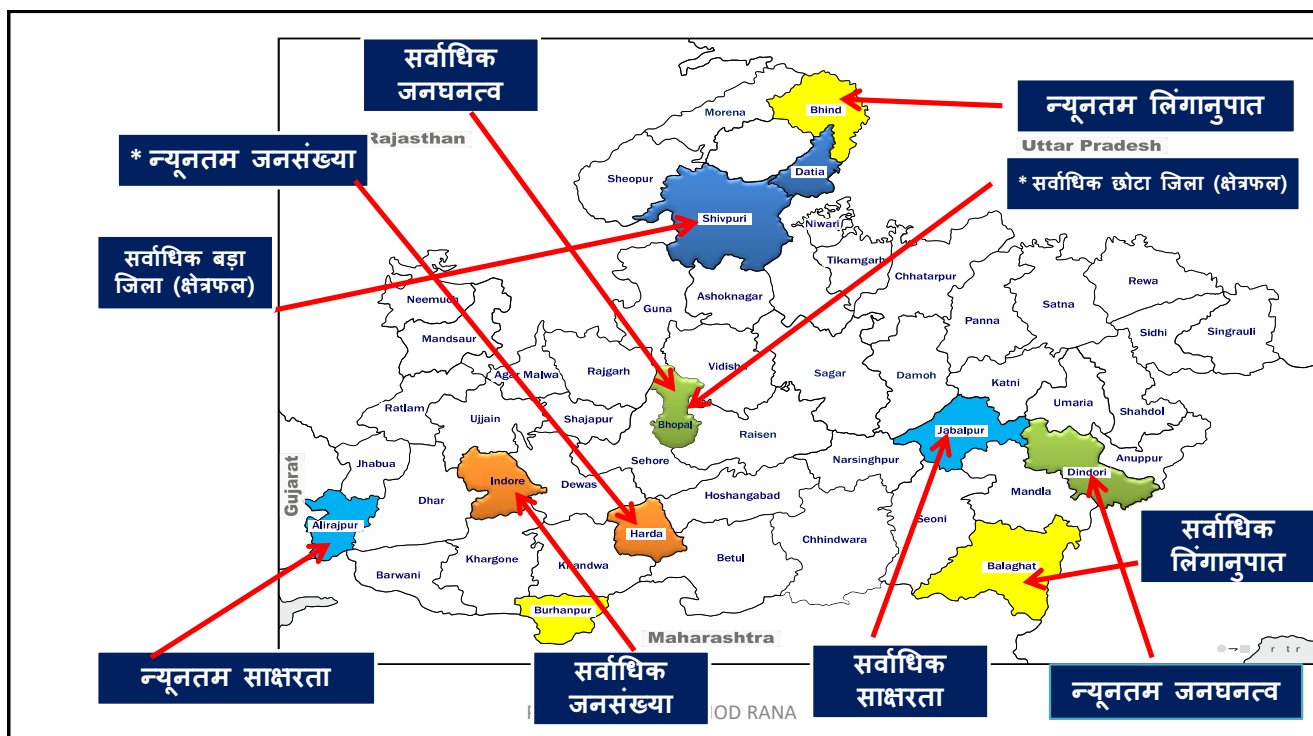 सर्वाधिक
जनघनत्व
न्यूनतम लिंगानुपात
* न्यूनतम जनसंख्या
* सर्वाधिक छोटा जिला (क्षेत्रफल)
सर्वाधिक बड़ा
जिला (क्षेत्रफल)
Rajasthan
Uttar Pradesh
Gujarat
Maharashtra
Morena
Bhind
Sheopur
Datia
Shivpuri
Niwari
Tikamgarh
Chhatarpur
Rewa
Neemuch
Guna
Ashoknagar
Panna
Satna
Sidhi
Singrauli
Mandsaur
Agar Malwa
Rajgarh
Vidisha
Sagar
Damoh
Katni
Umaria
Shahdol
Ratlam
Ujjain
Shajapur
Bhopal
Raisen
Jabalpur
Anuppur
Jhabua
Indore
Dewas
Sehore
Narsinghpur
Dindori
Mandla
Alirajpur
Dhar
Harda
Hoshangabad
Seoni
Khargone
Khandwa
Betul
Chhindwara
Balaghat
Barwani
Burhanpur
सर्वाधिक
लिंगानुपात
न्यूनतम साक्षरता
सर्वाधिक
जनसंख्या
सर्वाधिक
साक्षरता
न्यूनतम जनघनत्व
RANA